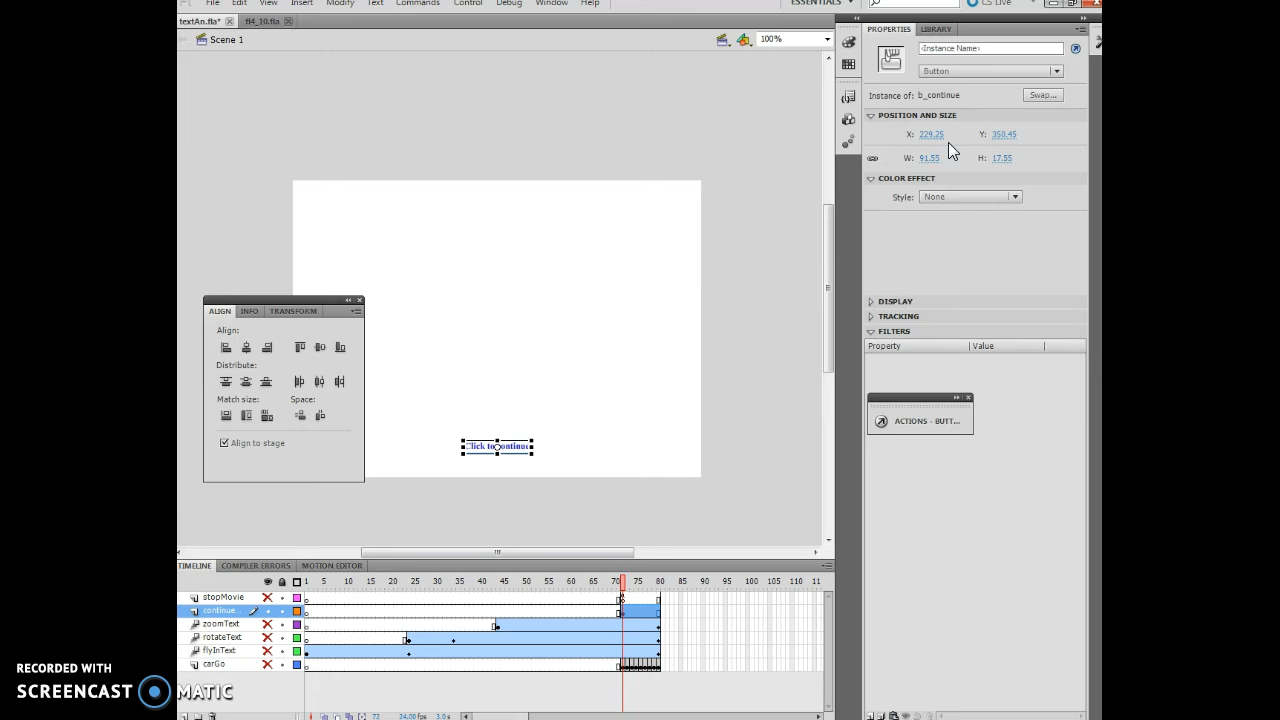 File Edit View Insert Modify Text Commands Control Debug Window Help
ESSENTIALS
CS Live
textAn.fla*
fl4_10.fla
Scene 1
100%
PROPERTIES
LIBRARY
<Instance Name>
Button
Instance of: b_continue
Swap...
POSITION AND SIZE
X: 229.25 Y: 350.45
W: 91.55 H: 17.55
COLOR EFFECT
Style: None
DISPLAY
TRACKING
FILTERS
Property Value
ACTIONS - BUTT...
ALIGN INFO TRANSFORM
Align:
Distribute:
Match size: Space:
Align to stage
Click to continue
TIMELINE COMPILER ERRORS MOTION EDITOR
1 5 10 15 20 25 30 35 40 45 50 55 60 65 70 75 80 85 90 95 100 105 110 11
stopMovie
continue...
zoomText
rotateText
flyInText
carGo
72 24.00 fps 3.0 s
RECORDED WITH
SCREENCAST MATIC